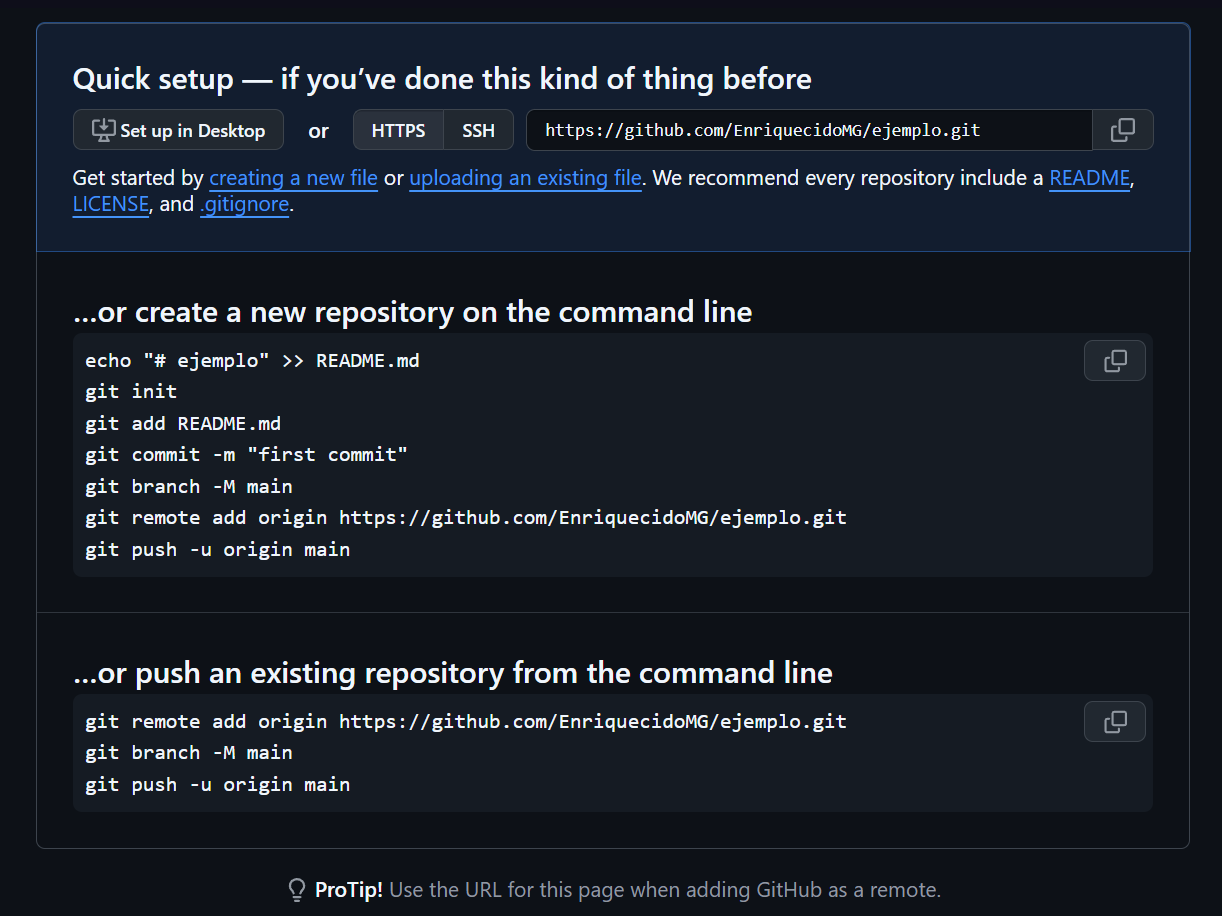 Quick setup — if you’ve done this kind of thing before
Set up in Desktop or HTTPS SSH https://github.com/EnriquecidoMG/ejemplo.git
Get started by creating a new file or uploading an existing file. We recommend every repository include a README,
LICENSE, and .gitignore.
…or create a new repository on the command line
echo "# ejemplo" >> README.md
git init
git add README.md
git commit -m "first commit"
git branch -M main
git remote add origin https://github.com/EnriquecidoMG/ejemplo.git
git push -u origin main
…or push an existing repository from the command line
git remote add origin https://github.com/EnriquecidoMG/ejemplo.git
git branch -M main
git push -u origin main
ProTip! Use the URL for this page when adding GitHub as a remote.